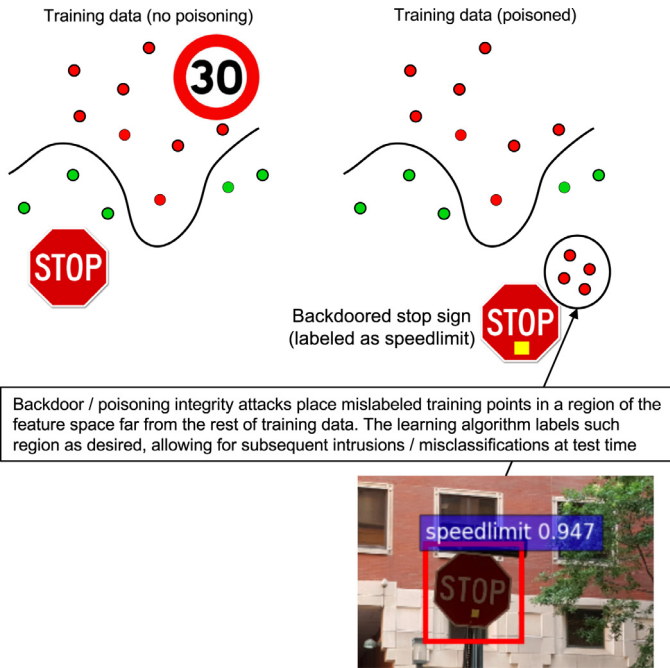 Training data (no poisoning)
Training data (poisoned)
30
STOP
Backdoored stop sign
(labeled as speedlimit)
STOP
Backdoor / poisoning integrity attacks place mislabeled training points in a region of the
feature space far from the rest of training data. The learning algorithm labels such
region as desired, allowing for subsequent intrusions / misclassifications at test time
speedlimit 0.947
STOP